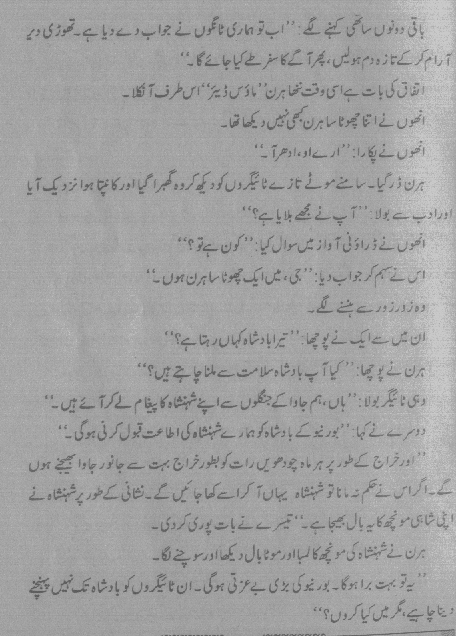 باقی دونوں ساتھی کہنے لگے: ’’اب تو ہماری ٹانگوں نے جواب دے دیا ہے۔ تھوڑی دیر
آرام کر کے تازہ دم ہولیں، پھر آگے کا سفر طے کیا جائے گا۔‘‘
اتفاق کی بات ہے اسی وقت ننھا ہرن ’’ماؤس ڈیئر‘‘ اس طرف آ نکلا۔
انھوں نے اتنا چھوٹا سا ہرن کبھی نہیں دیکھا تھا۔
انھوں نے پکارا: ’’ارے او، ادھر آ۔‘‘
ہرن ڈر گیا۔ سامنے موٹے تازے ٹائیگروں کو دیکھ کر وہ گھبرا گیا اور کانپتا ہوا نزدیک آیا
اور ادب سے بولا: ’’آپ نے مجھے بلایا ہے؟‘‘
انھوں نے ڈراؤنی آواز میں سوال کیا: ’’کون ہے تو؟‘‘
اس نے سہم کر جواب دیا: ’’جی، میں ایک چھوٹا سا ہرن ہوں۔‘‘
وہ زور زور سے ہنسنے لگے۔
ان میں سے ایک نے پوچھا: ’’تیرا بادشاہ کہاں رہتا ہے؟‘‘
ہرن نے پوچھا: ’’کیا آپ بادشاہ سلامت سے ملنا چاہتے ہیں؟‘‘
وہی ٹائیگر بولا: ’’ہاں، ہم جاوا کے جنگلوں سے اپنے شہنشاہ کا پیغام لے کر آئے ہیں۔‘‘
دوسرے نے کہا: ’’بورنیو کے بادشاہ کو ہمارے شہنشاہ کی اطاعت قبول کرنی ہوگی۔‘‘
’’اور خراج کے طور پر ہر ماہ چودھویں رات کو بطور خراج بہت سے جانور جاوا بھیجنے ہوں
گے۔ اگر اس نے حکم نہ مانا تو شہنشاہ یہاں آ کر اسے کھا جائیں گے۔ نشانی کے طور پر شہنشاہ نے
اپنی شاہی مونچھ کا یہ بال بھیجا ہے۔‘‘ تیسرے نے بات پوری کر دی۔
ہرن نے شہنشاہ کی مونچھ کا لمبا اور موٹا بال دیکھا اور سوچنے لگا۔
’’یہ تو بہت برا ہوگا۔ بورنیو کی بڑی بے عزتی ہوگی۔ ان ٹائیگروں کو بادشاہ تک نہیں پہنچنے
دینا چاہیے، مگر میں کیا کروں؟‘‘